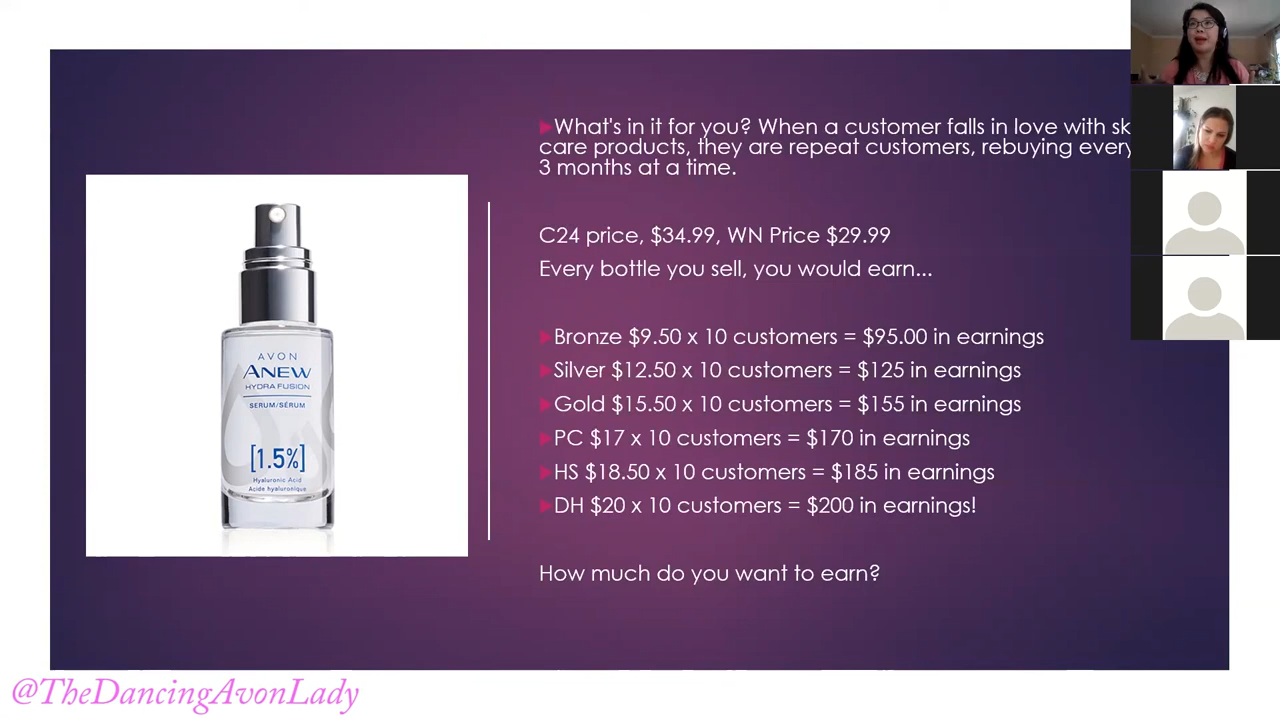 What's in it for you? When a customer falls in love with sk
care products, they are repeat customers, rebuying every
3 months at a time.
C24 price, $34.99, WN Price $29.99
Every bottle you sell, you would earn...
Bronze $9.50 x 10 customers = $95.00 in earnings
Silver $12.50 x 10 customers = $125 in earnings
Gold $15.50 x 10 customers = $155 in earnings
PC $17 x 10 customers = $170 in earnings
HS $18.50 x 10 customers = $185 in earnings
DH $20 x 10 customers = $200 in earnings!
How much do you want to earn?
AVON
ANEW
HYDRA FUSION
SERUM/SÉRUM
[1.5%]
Hyaluronic Acid
Acide hyaluronique
@TheDancingAvonLady